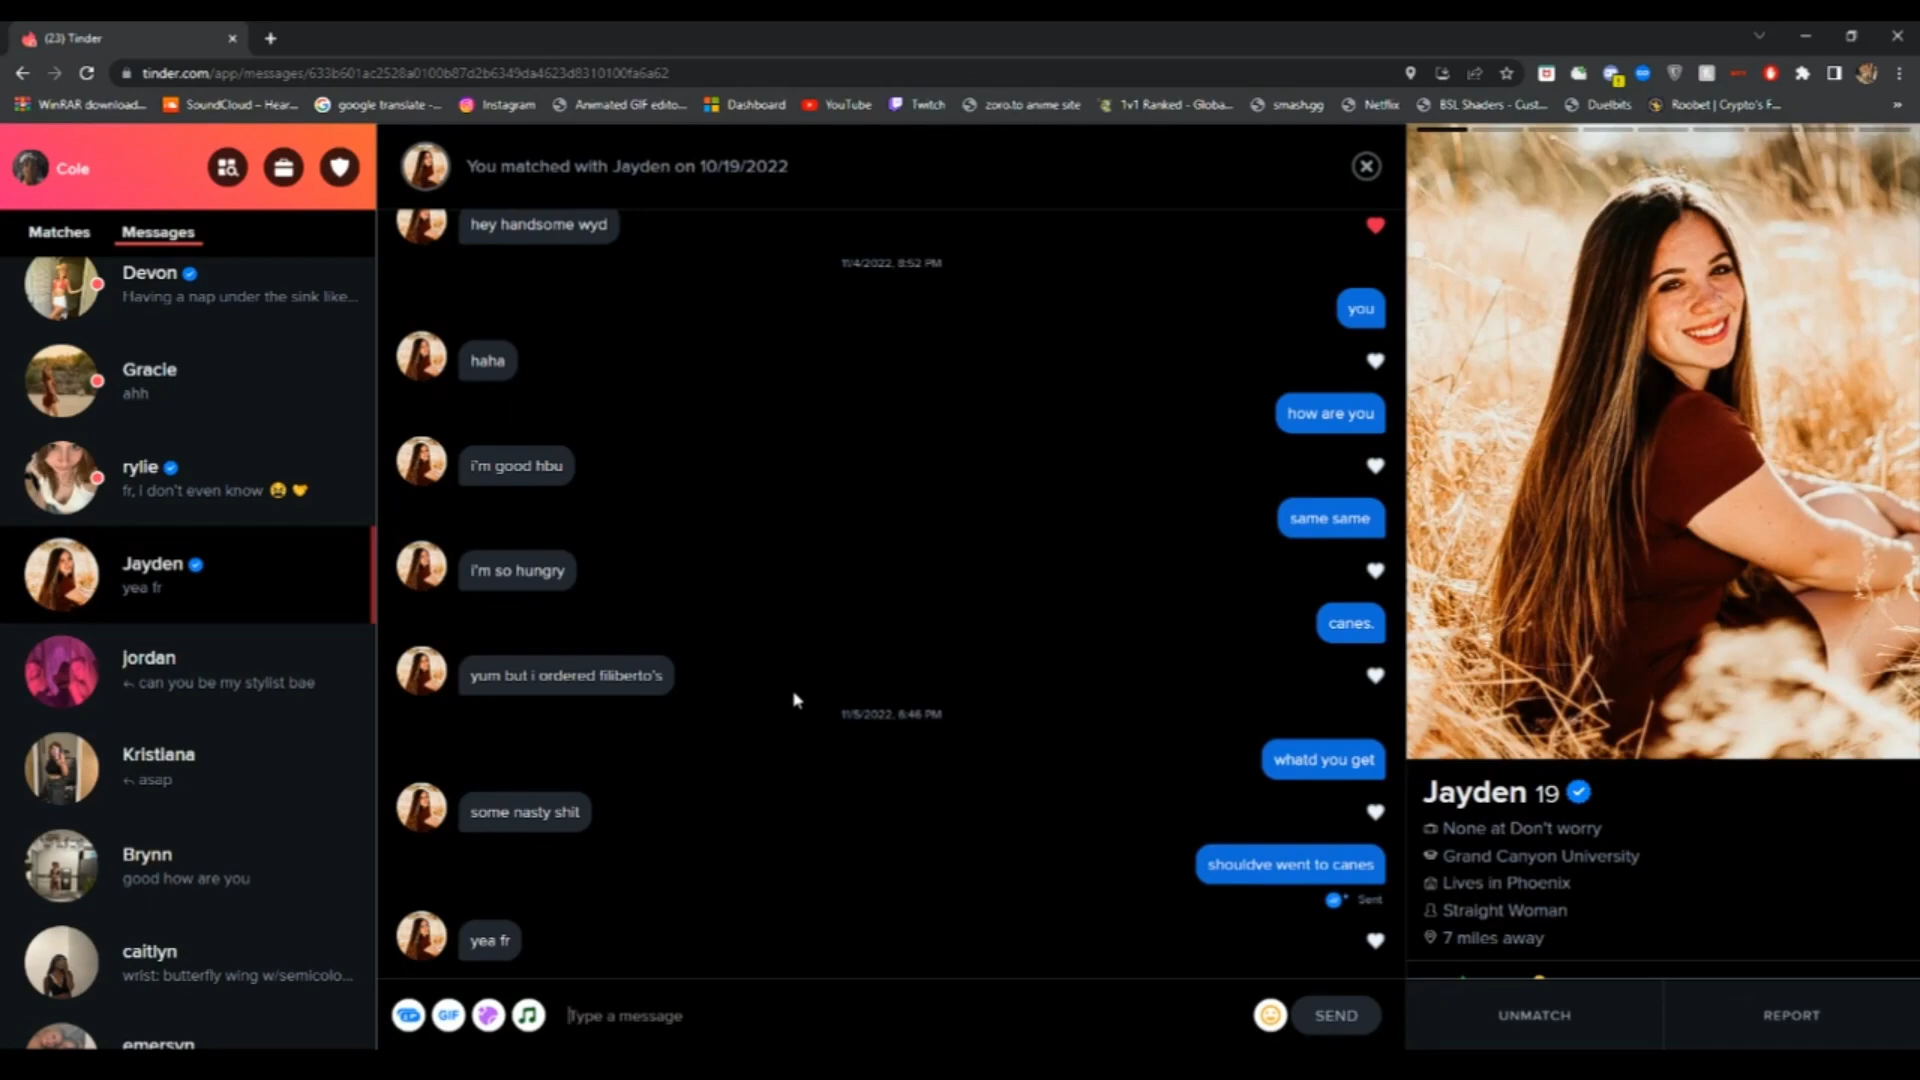 (23) Tinder
tinder.com/app/messages/633b601ac2528a0100b87d2b6349da4623d8310100fa6a62
WinRAR download...
SoundCloud – Hear...
google translate -...
Instagram
Animated GIF edito...
Dashboard
YouTube
Twitch
zoro.to anime site
1v1 Ranked - Globa...
smash.gg
Netflix
BSL Shaders - Cust...
Duelbits
Roobet | Crypto's F...
Cole
Matches
Messages
Devon
Having a nap under the sink like...
Gracie
ahh
rylie
fr, i don't even know 😫 🤝
Jayden
yea fr
jordan
can you be my stylist bae
Kristiana
asap
Brynn
good how are you
caitlyn
wrist: butterfly wing w/semicolo...
emersyn
You matched with Jayden on 10/19/2022
hey handsome wyd
11/4/2022, 8:52 PM
you
haha
how are you
i'm good hbu
same same
i'm so hungry
canes.
yum but i ordered filiberto's
11/5/2022, 6:46 PM
whatd you get
some nasty shit
shouldve went to canes
Sent
yea fr
GIF
Type a message
SEND
Jayden 19
None at Don't worry
Grand Canyon University
Lives in Phoenix
Straight Woman
7 miles away
UNMATCH
REPORT